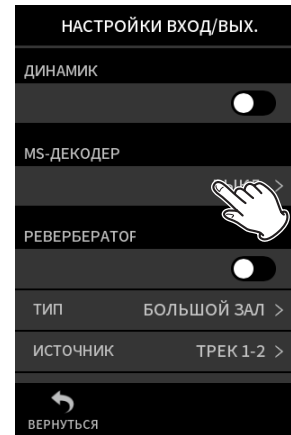 НАСТРОЙКИ ВХОД/ВЫХ.
ДИНАМИК
MS-ДЕКОДЕР
>
РЕВЕРБЕРАТОР
ТИП БОЛЬШОЙ ЗАЛ >
ИСТОЧНИК ТРЕК 1-2 >
ВЕРНУТЬСЯ